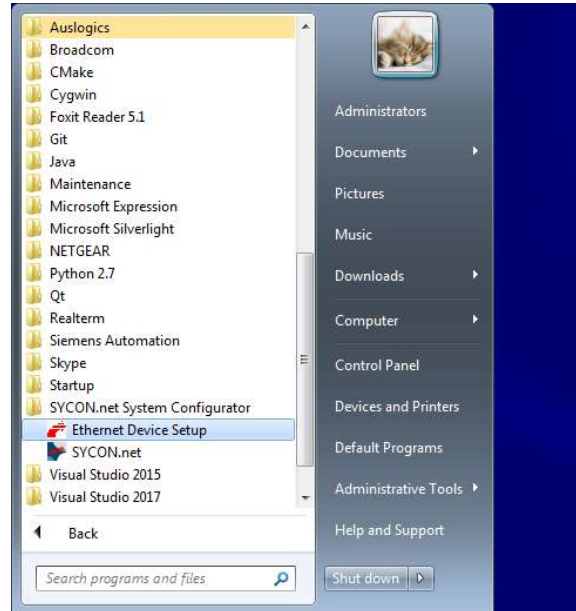 Auslogics
Broadcom
CMake
Cygwin
Foxit Reader 5.1
Git
Java
Maintenance
Microsoft Expression
Microsoft Silverlight
NETGEAR
Python 2.7
Qt
Realterm
Siemens Automation
Skype
Startup
SYCON.net System Configurator
Ethernet Device Setup
SYCON.net
Visual Studio 2015
Visual Studio 2017
Back
Search programs and files
Administrators
Documents
Pictures
Music
Downloads
Computer
Control Panel
Devices and Printers
Default Programs
Administrative Tools
Help and Support
Shut down